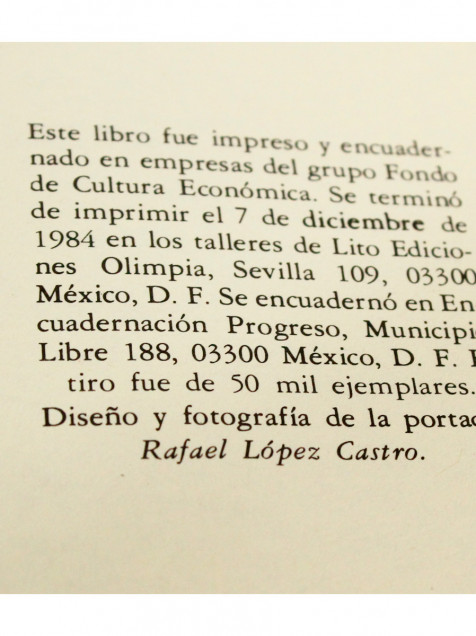 Este libro fue impreso y encuader-
nado en empresas del grupo Fondo
de Cultura Económica. Se terminó
de imprimir el 7 de diciembre de
1984 en los talleres de Lito Edicio-
nes Olimpia, Sevilla 109, 03300
México, D. F. Se encuadernó en En
cuadernación Progreso, Municipi
Libre 188, 03300 México, D. F.
tiro fue de 50 mil ejemplares.
Diseño y fotografía de la portac
Rafael López Castro.